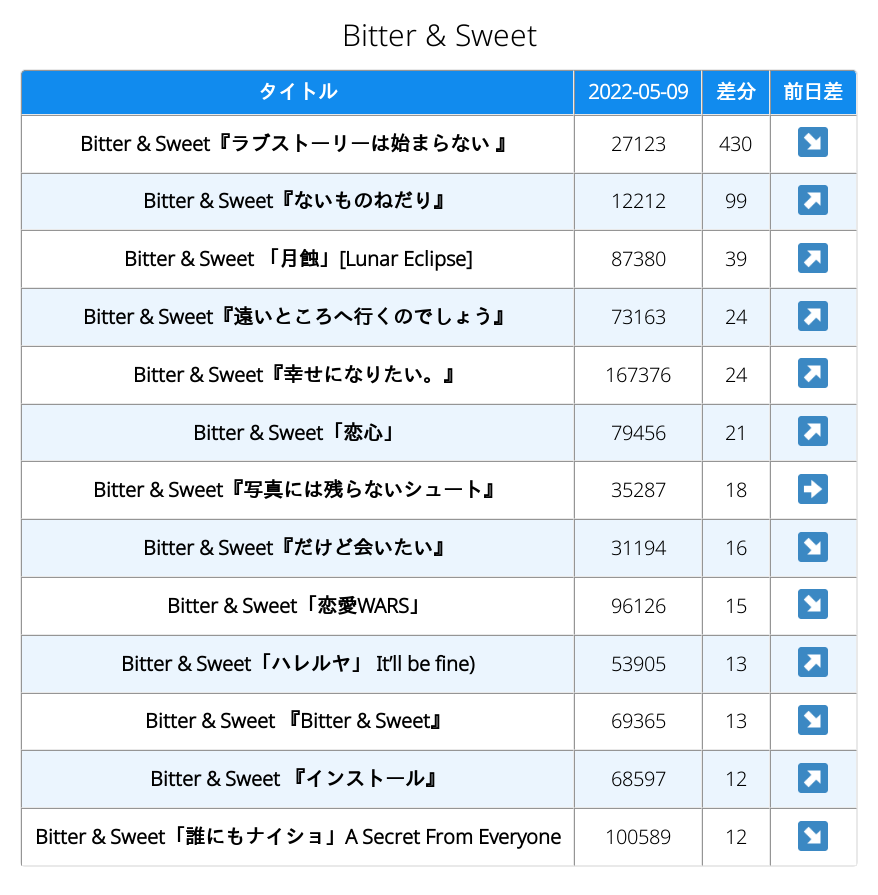 Bitter & Sweet
タイトル 2022-05-09 差分 前日差
Bitter & Sweet『ラブストーリーは始まらない 』 27123 430 ↘
Bitter & Sweet『ないものねだり』 12212 99 ↗
Bitter & Sweet 「月蝕」[Lunar Eclipse] 87380 39 ↗
Bitter & Sweet『遠いところへ行くのでしょう』 73163 24 ↗
Bitter & Sweet『幸せになりたい。』 167376 24 ↗
Bitter & Sweet「恋心」 79456 21 ↗
Bitter & Sweet『写真には残らないシュート』 35287 18 ➡
Bitter & Sweet『だけど会いたい』 31194 16 ↘
Bitter & Sweet「恋愛WARS」 96126 15 ↘
Bitter & Sweet「ハレルヤ」 It’ll be fine) 53905 13 ↗
Bitter & Sweet 『Bitter & Sweet』 69365 13 ↘
Bitter & Sweet 『インストール』 68597 12 ↗
Bitter & Sweet「誰にもナイショ」A Secret From Everyone 100589 12 ↘